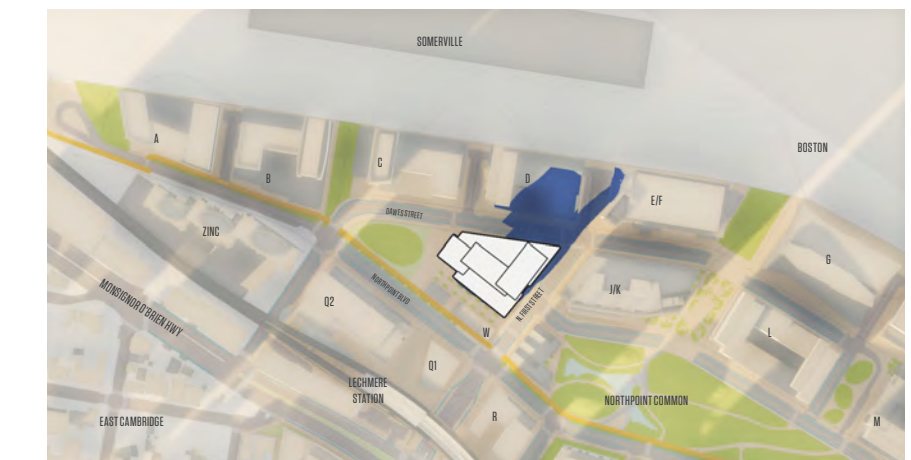 SOMERVILLE
BOSTON
A
B
C
D
E/F
DAWES STREET
ZINC
G
MONSIGNOR O'BRIEN HWY
Q2
NORTHPOINT BLVD
N. FIRST STREET
J/K
W
L
Q1
LECHMERE
STATION
NORTHPOINT COMMON
R
EAST CAMBRIDGE
M